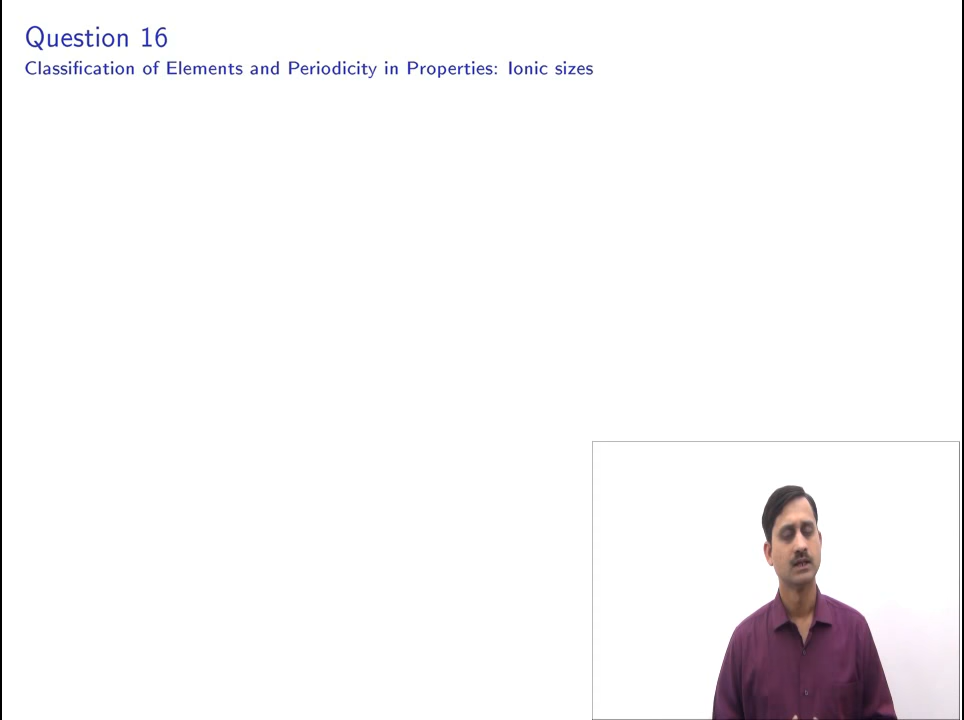 Question 16
Classification of Elements and Periodicity in Properties: Ionic sizes